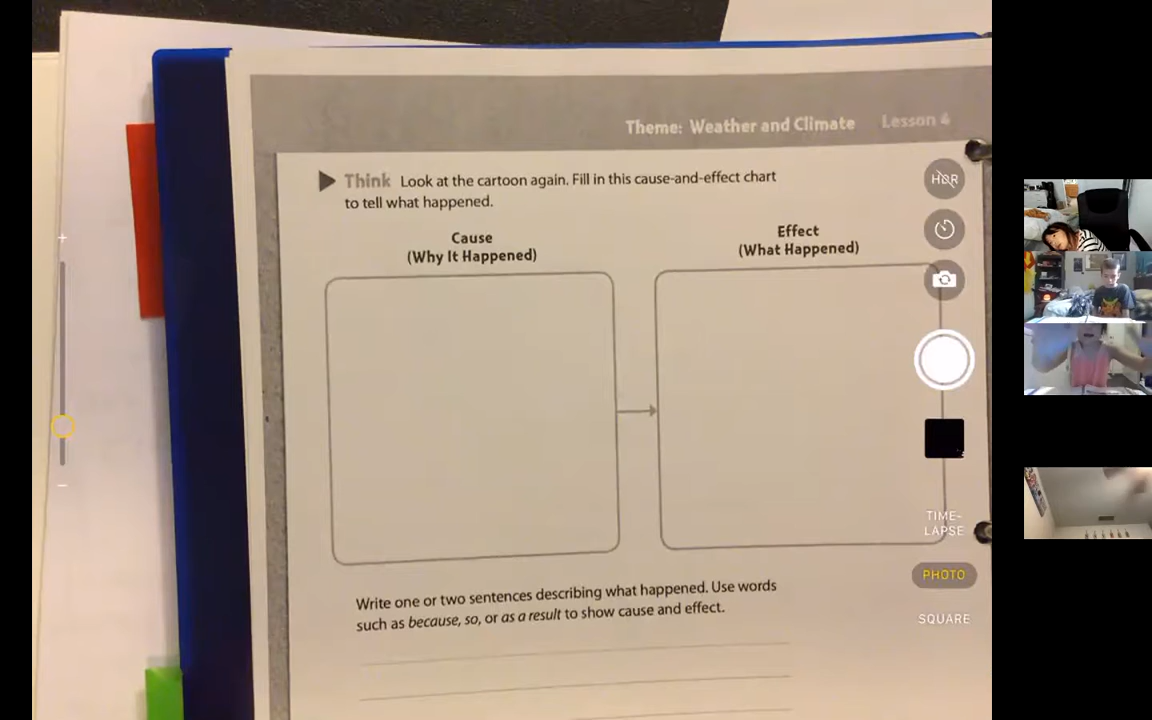 Theme: Weather and Climate Lesson 4
Think Look at the cartoon again. Fill in this cause-and-effect chart
to tell what happened.
Cause
(Why It Happened)
Effect
(What Happened)
Write one or two sentences describing what happened. Use words
such as because, so, or as a result to show cause and effect.
HDR
TIME-
LAPSE
PHOTO
SQUARE